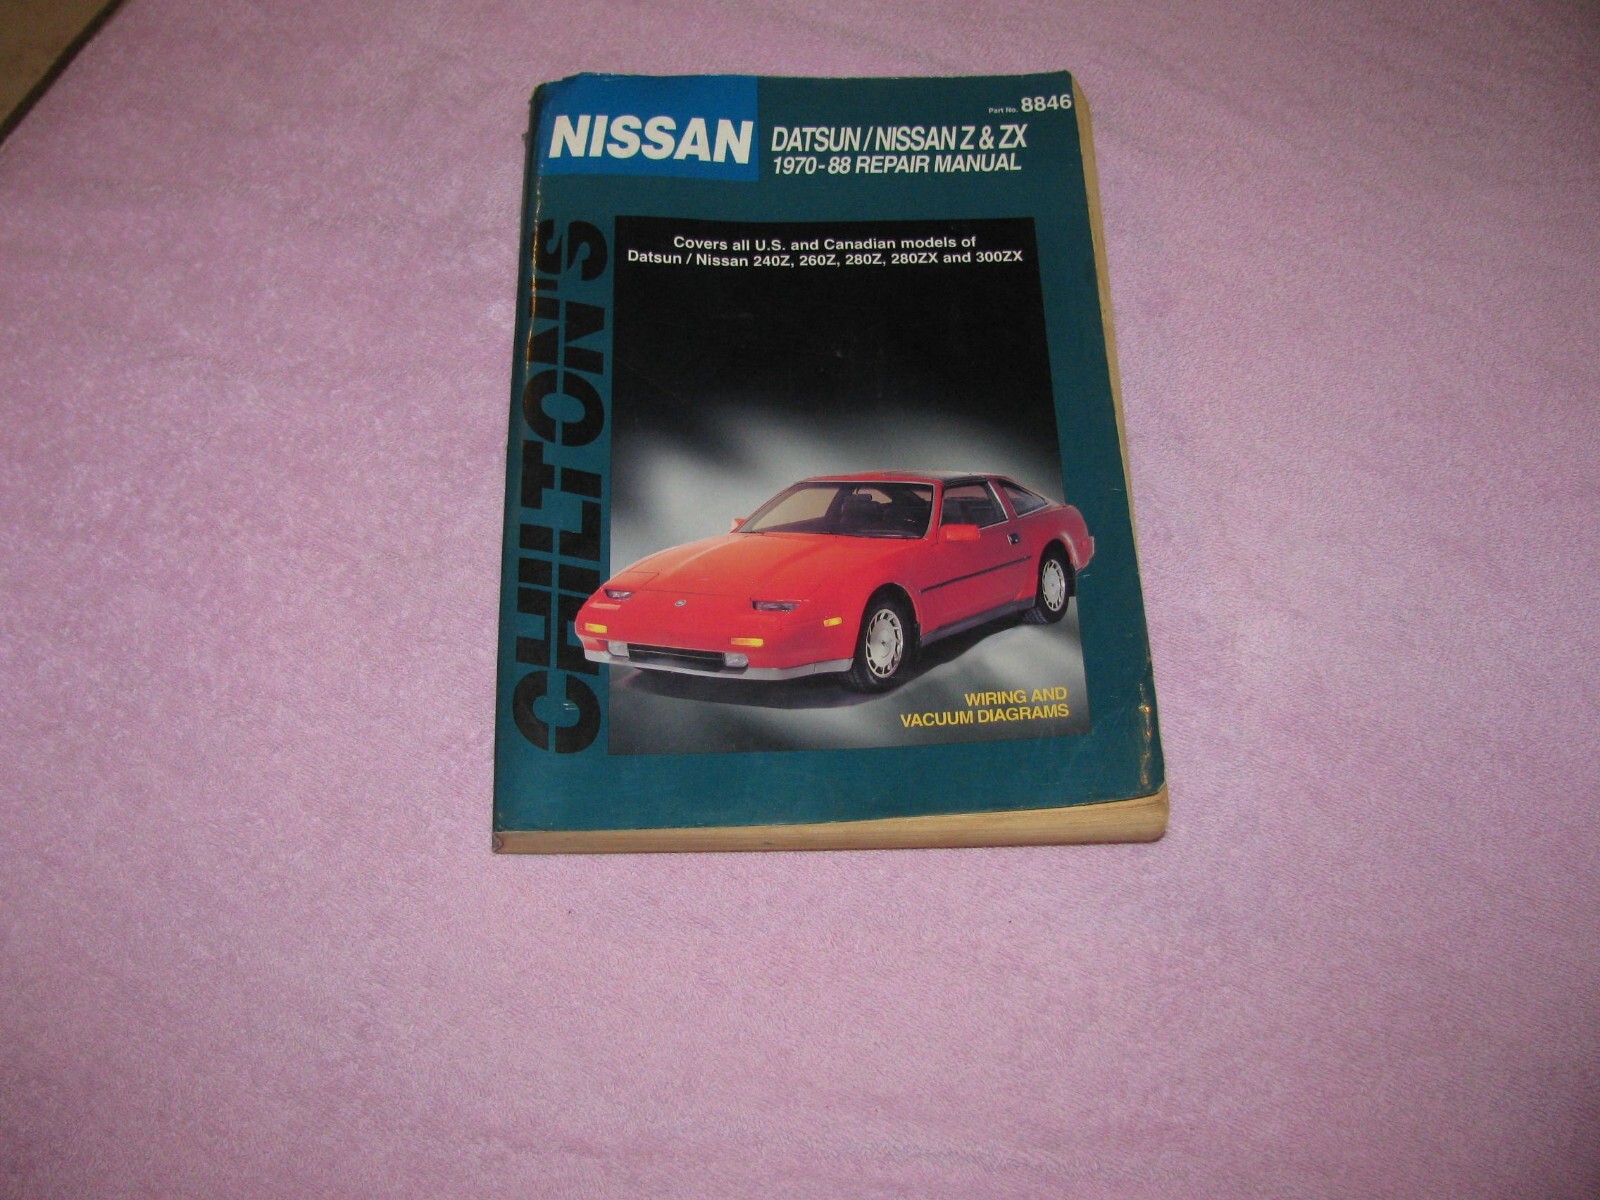 Part No. 8846
NISSAN
DATSUN / NISSAN Z & ZX
1970-88 REPAIR MANUAL
CHILTON'S
Covers all U.S. and Canadian models of
Datsun / Nissan 240Z, 260Z, 280Z, 280ZX and 300ZX
WIRING AND
VACUUM DIAGRAMS